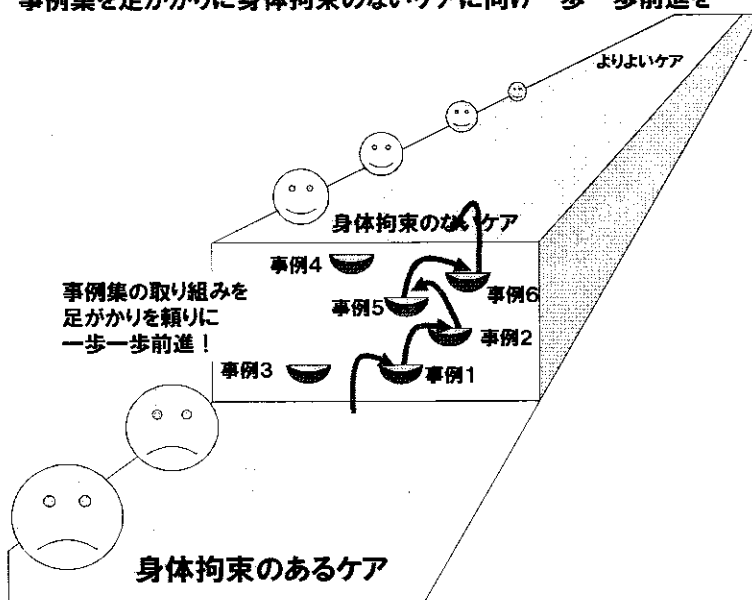 事例集を足がかりに身体拘束のないケアに向け一歩一歩前進を
よりよいケア
身体拘束のないケア
事例4
事例集の取り組みを
足がかりを頼りに
一歩一歩前進！
事例6
事例5
事例2
事例3
事例1
身体拘束のあるケア